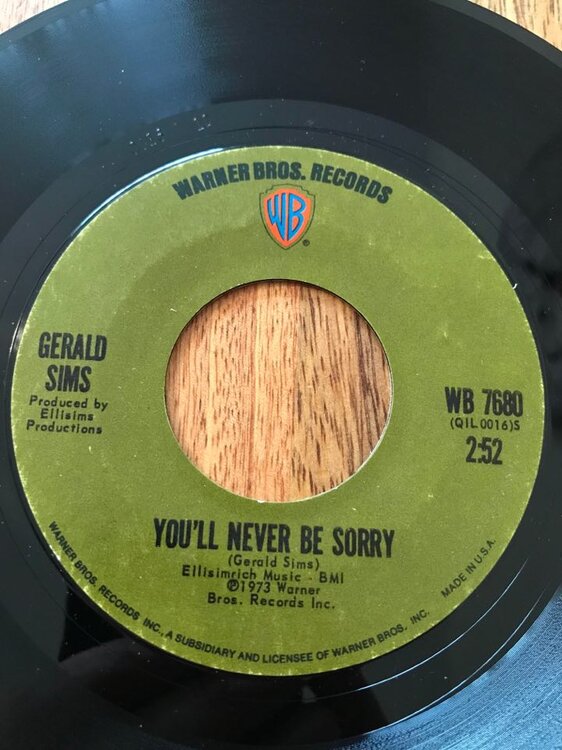 WARNER BROS. RECORDS
WB
®
GERALD
SIMS
Produced by
Ellisims
Productions
WB 7680
(QIL 0016)S
2:52
YOU'LL NEVER BE SORRY
(Gerald Sims)
Ellisimrich Music - BMI
℗1973 Warner
Bros. Records Inc.
WARNER BROS. RECORDS INC., A SUBSIDIARY AND LICENSEE OF WARNER BROS. INC.
MADE IN U.S.A.